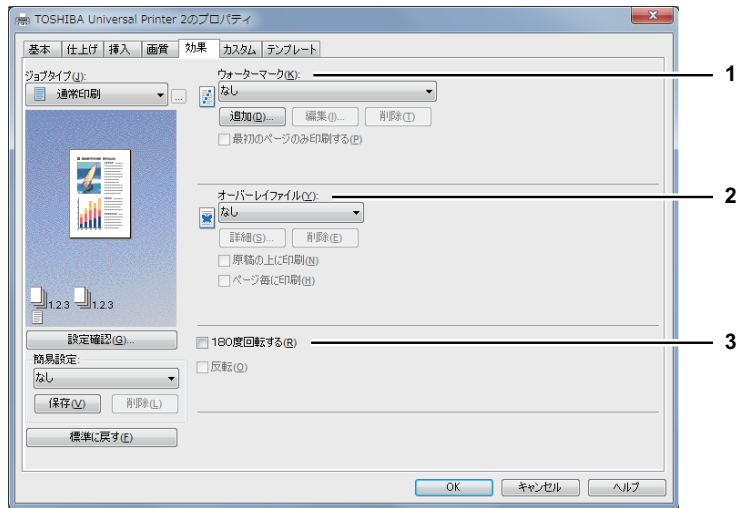 TOSHIBA Universal Printer 2のプロパティ
基本 仕上げ 挿入 画質 効果 カスタム テンプレート
ジョブタイプ(J):
通常印刷
...
1.2.3 1.2.3
設定確認(G)...
簡易設定:
なし
保存(V) 削除(L)
標準に戻す(F)
ウォーターマーク(K):
なし
追加(D)... 編集(I)... 削除(T)
最初のページのみ印刷する(P)
オーバーレイファイル(Y):
なし
詳細(S)... 削除(E)
原稿の上に印刷(N)
ページ毎に印刷(H)
180度回転する(R)
反転(O)
OK キャンセル ヘルプ
1
2
3